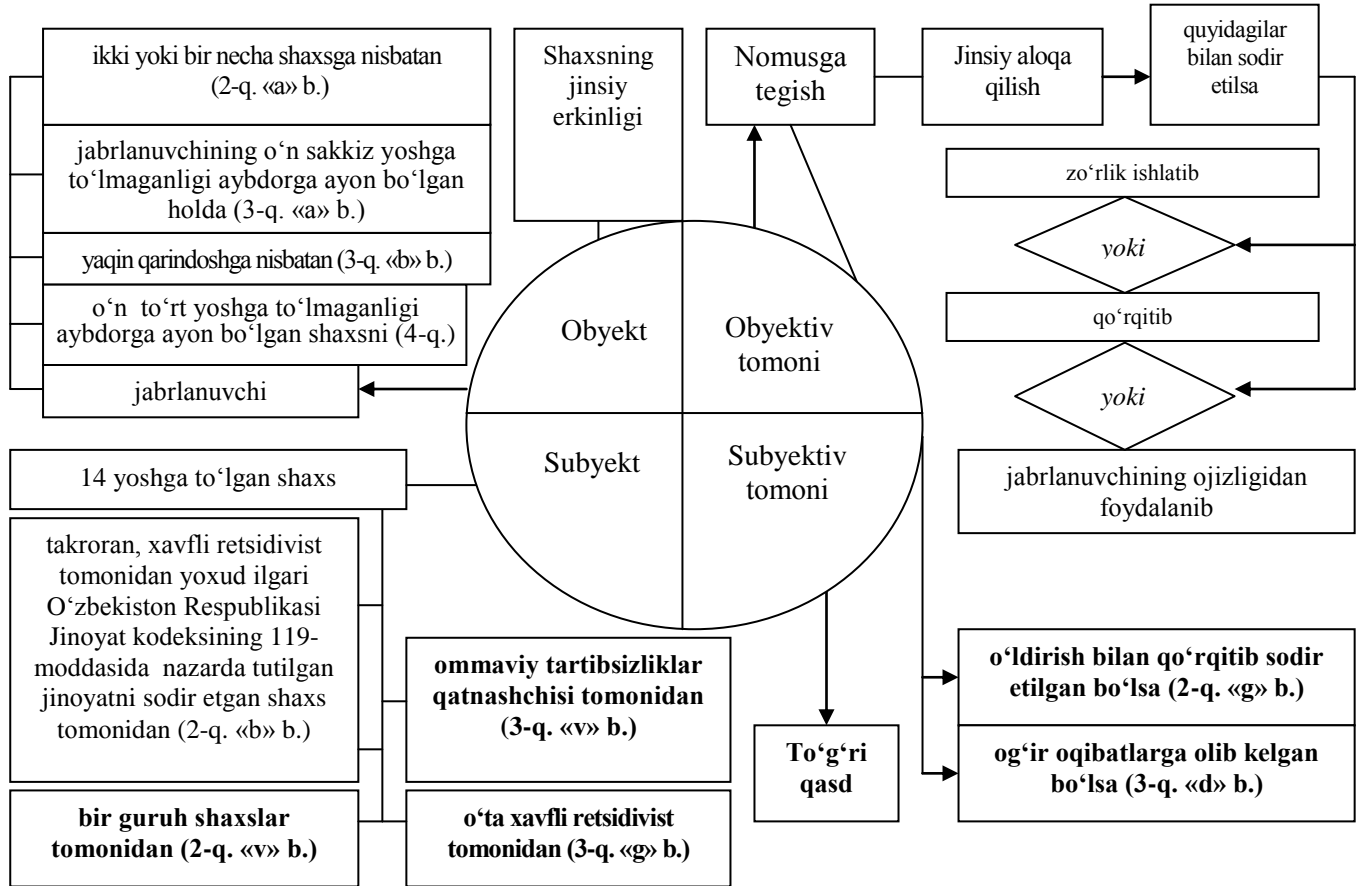 ikki yoki bir necha shaxsga nisbatan
(2-q. «a» b.)
jabrlanuvchining o‘n sakkiz yoshga
to‘lmaganligi aybdorga ayon bo‘lgan
holda (3-q. «a» b.)
yaqin qarindoshga nisbatan (3-q. «b» b.)
o‘n to‘rt yoshga to‘lmaganligi
aybdorga ayon bo‘lgan shaxsni (4-q.)
jabrlanuvchi
Shaxsning
jinsiy
erkinligi
Nomusga
tegish
Jinsiy aloqa
qilish
quyidagilar
bilan sodir
etilsa
zo‘rlik ishlatib
yoki
qo‘rqitib
yoki
jabrlanuvchining ojizligidan
foydalanib
Obyekt
Obyektiv
tomoni
Subyekt
Subyektiv
tomoni
14 yoshga to‘lgan shaxs
takroran, xavfli retsidivist
tomonidan yoxud ilgari
O‘zbekiston Respublikasi
Jinoyat kodeksining 119-
moddasida nazarda tutilgan
jinoyatni sodir etgan shaxs
tomonidan (2-q. «b» b.)
bir guruh shaxslar
tomonidan (2-q. «v» b.)
ommaviy tartibsizliklar
qatnashchisi tomonidan
(3-q. «v» b.)
o‘ta xavfli retsidivist
tomonidan (3-q. «g» b.)
To‘g‘ri
qasd
o‘ldirish bilan qo‘rqitib sodir
etilgan bo‘lsa (2-q. «g» b.)
og‘ir oqibatlarga olib kelgan
bo‘lsa (3-q. «d» b.)